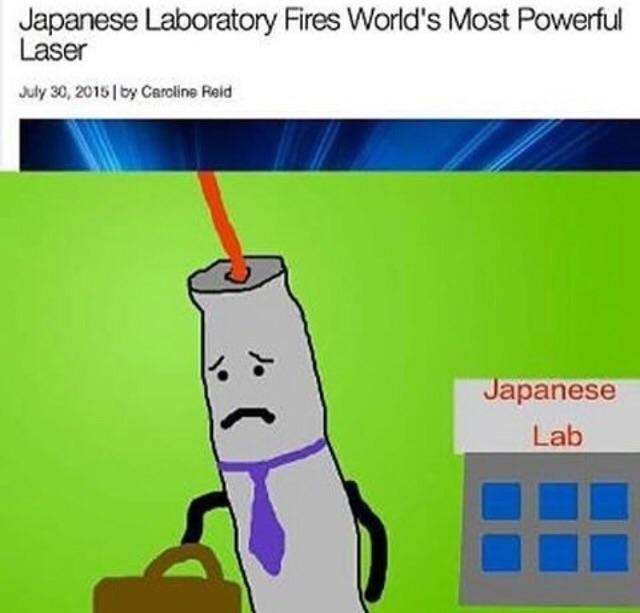 Japanese Laboratory Fires World's Most Powerful
Laser
July 30, 2015 | by Caroline Reid
Japanese
Lab